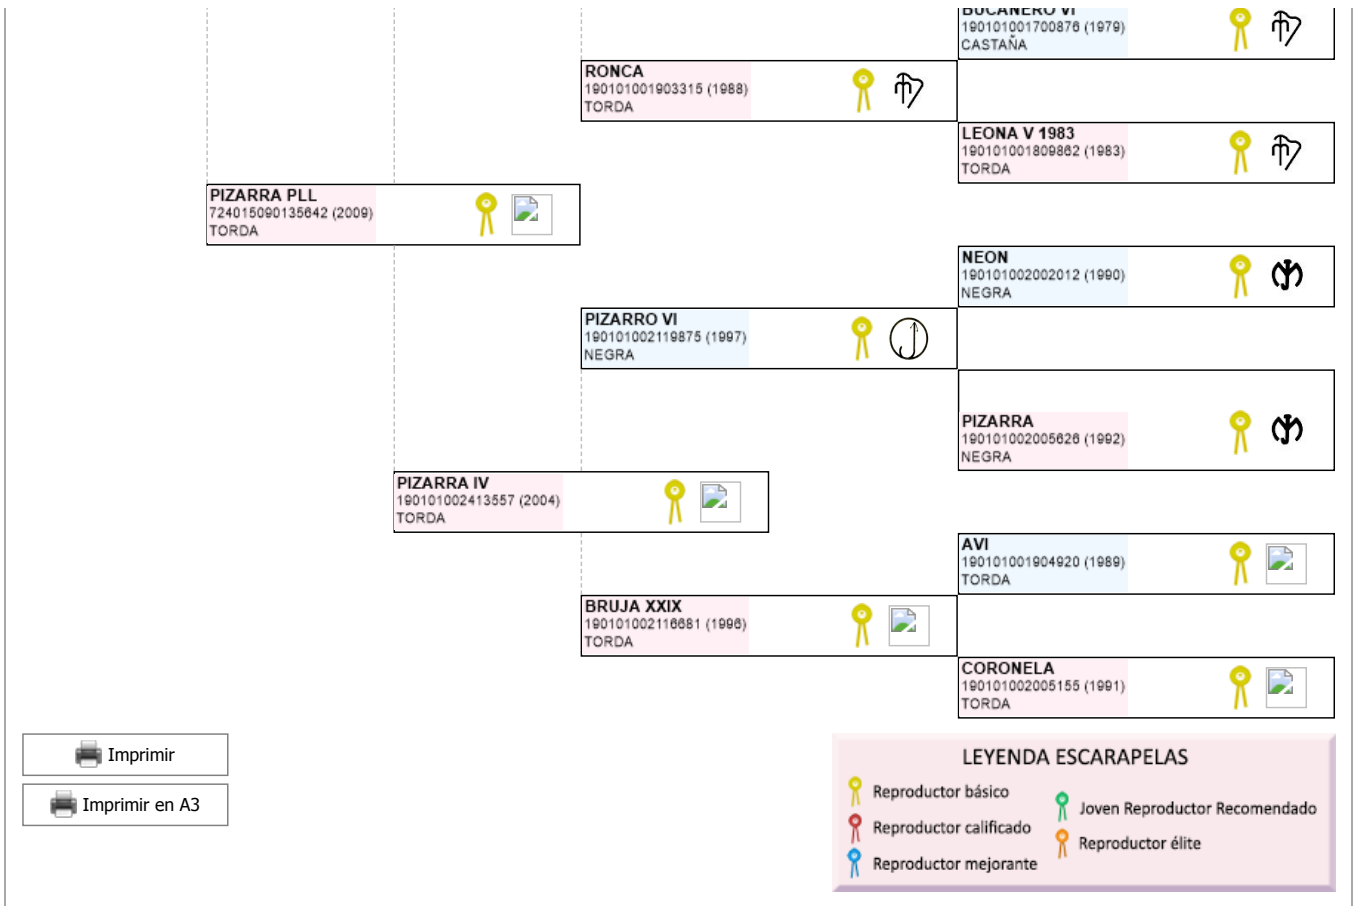 BUCANERO VI
190101001700876 (1979)
CASTAÑA
RONCA
190101001903315 (1988)
TORDA
LEONA V 1983
190101001809862 (1983)
TORDA
PIZARRA PLL
724015090135642 (2009)
TORDA
NEON
190101002002012 (1990)
NEGRA
PIZARRO VI
190101002119875 (1997)
NEGRA
PIZARRA
190101002005626 (1992)
NEGRA
PIZARRA IV
190101002413557 (2004)
TORDA
AVI
190101001904920 (1989)
TORDA
BRUJA XXIX
190101002116681 (1996)
TORDA
CORONELA
190101002005155 (1991)
TORDA
Imprimir
Imprimir en A3
LEYENDA ESCARAPELAS
Reproductor básico
Reproductor calificado
Reproductor mejorante
Joven Reproductor Recomendado
Reproductor élite